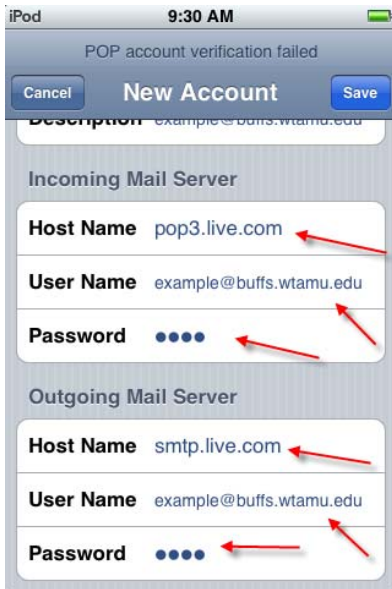 iPod 9:30 AM
POP account verification failed
Cancel New Account Save
Description example@buffs.wtamu.edu
Incoming Mail Server
Host Name pop3.live.com
User Name example@buffs.wtamu.edu
Password ●●●●
Outgoing Mail Server
Host Name smtp.live.com
User Name example@buffs.wtamu.edu
Password ●●●●